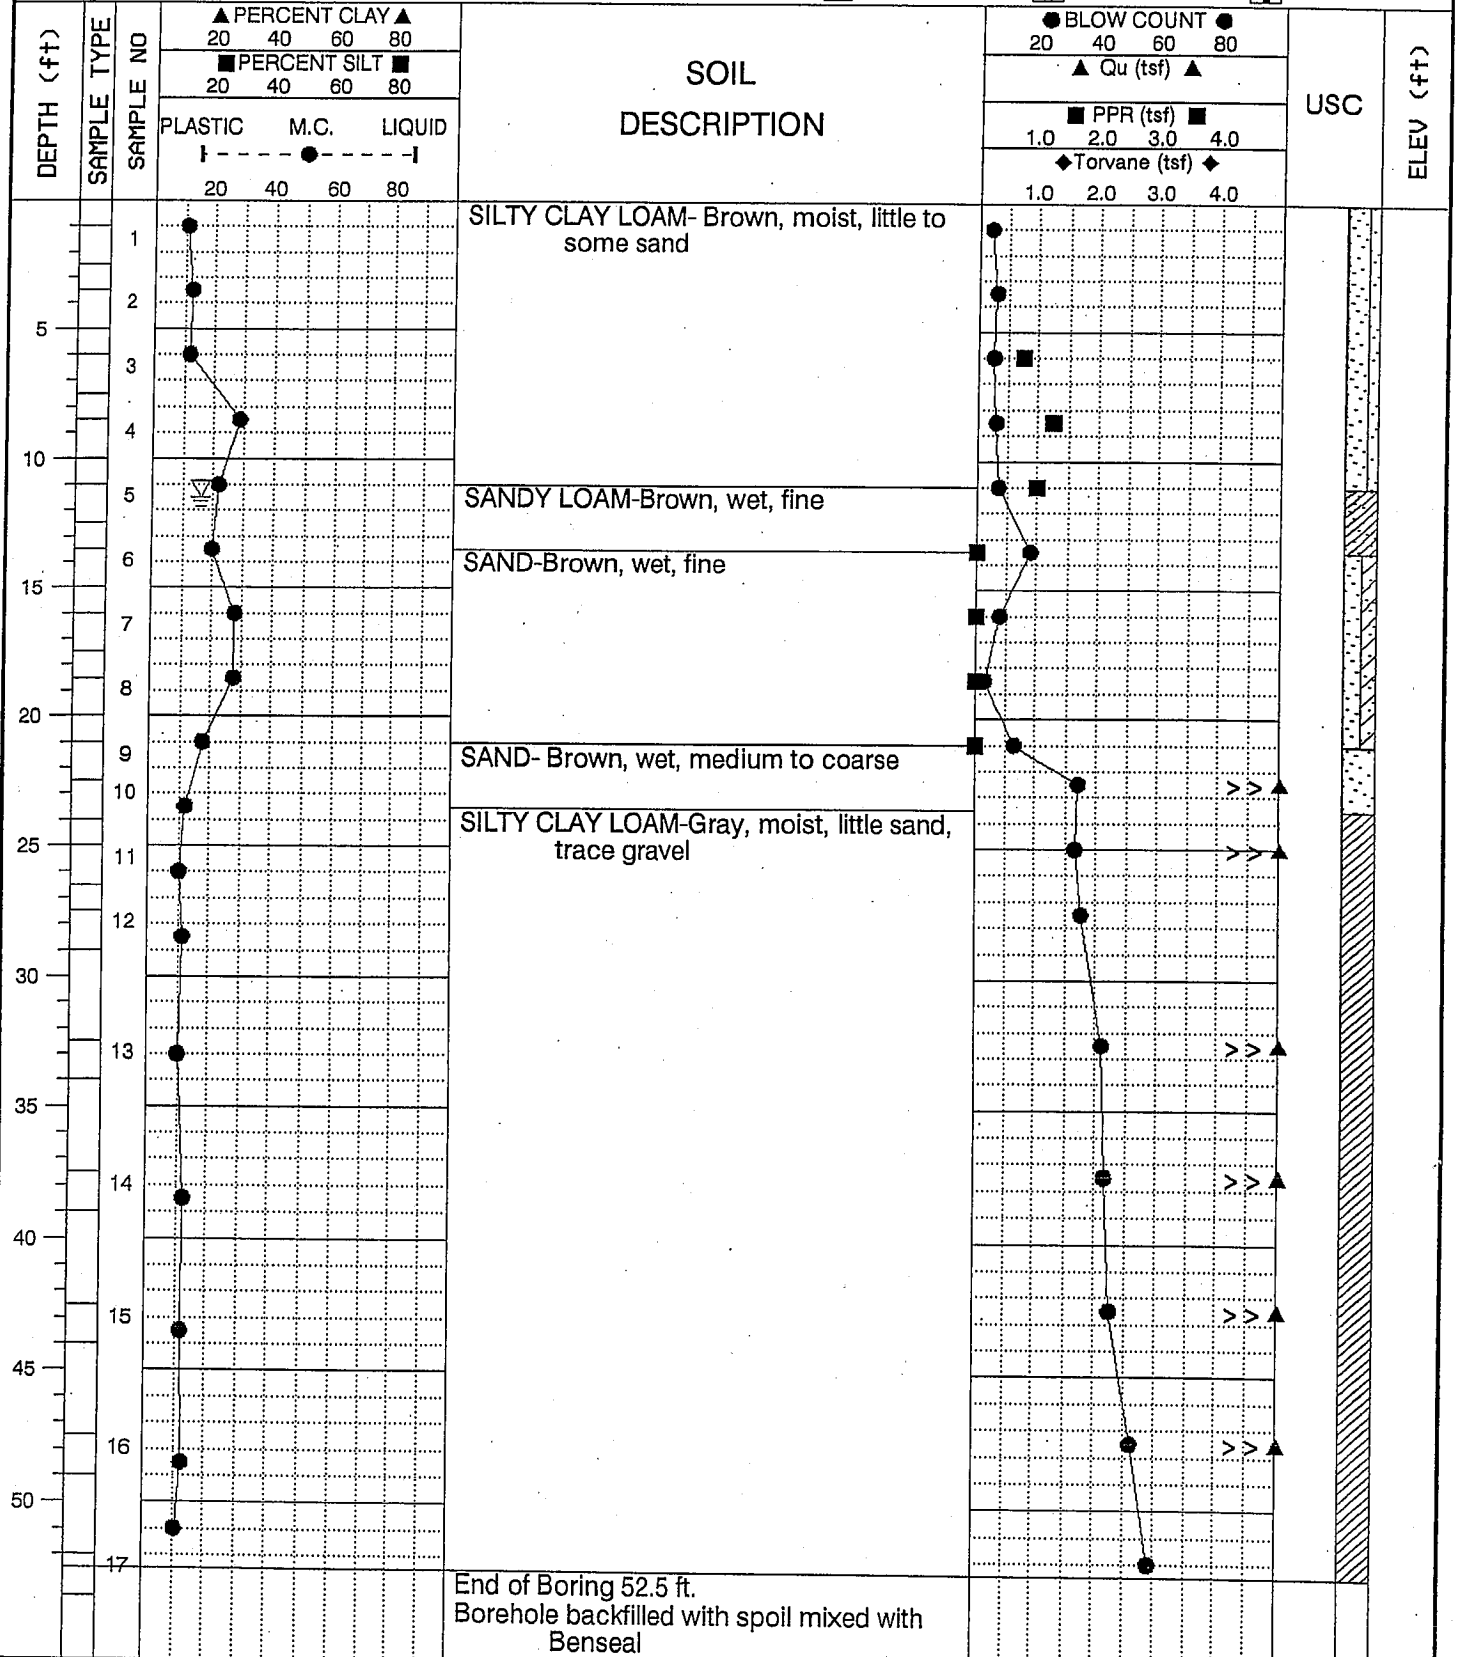 DEPTH (ft)
SAMPLE TYPE
SAMPLE NO
▲ PERCENT CLAY ▲
20 40 60 80
■ PERCENT SILT ■
20 40 60 80
PLASTIC M.C. LIQUID
20 40 60 80
SOIL
DESCRIPTION
● BLOW COUNT ●
20 40 60 80
▲ Qu (tsf) ▲
■ PPR (tsf) ■
1.0 2.0 3.0 4.0
◆ Torvane (tsf) ◆
1.0 2.0 3.0 4.0
USC
ELEV (ft)
SILTY CLAY LOAM- Brown, moist, little to
some sand
1
2
5
3
4
10
5
SANDY LOAM-Brown, wet, fine
6
SAND-Brown, wet, fine
15
7
8
20
9
SAND- Brown, wet, medium to coarse
10
>>
SILTY CLAY LOAM-Gray, moist, little sand,
trace gravel
25
11
>>
12
30
13
>>
35
14
>>
40
15
>>
45
16
>>
50
17
End of Boring 52.5 ft.
Borehole backfilled with spoil mixed with
Benseal